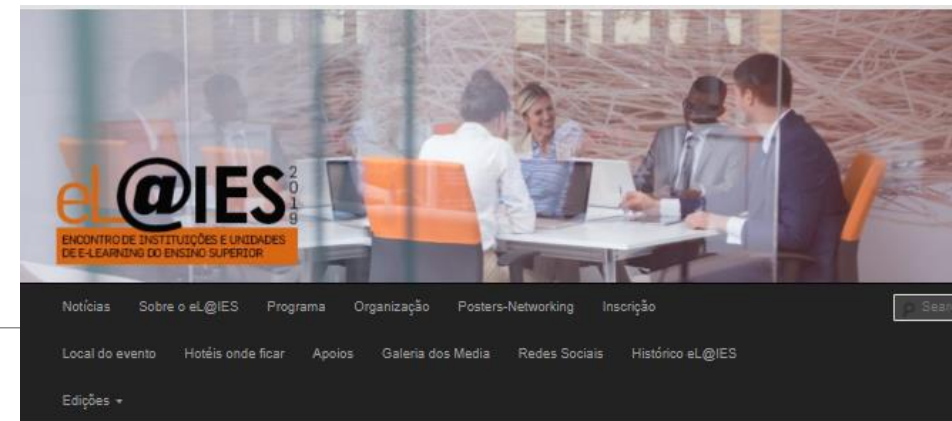 eL@IES 2019
ENCONTRO DE INSTITUIÇÕES E UNIDADES
DE E-LEARNING DO ENSINO SUPERIOR
Notícias Sobre o eL@IES Programa Organização Posters-Networking Inscrição
Local do evento Hotéis onde ficar Apoios Galeria dos Media Redes Sociais Histórico eL@IES
Edições